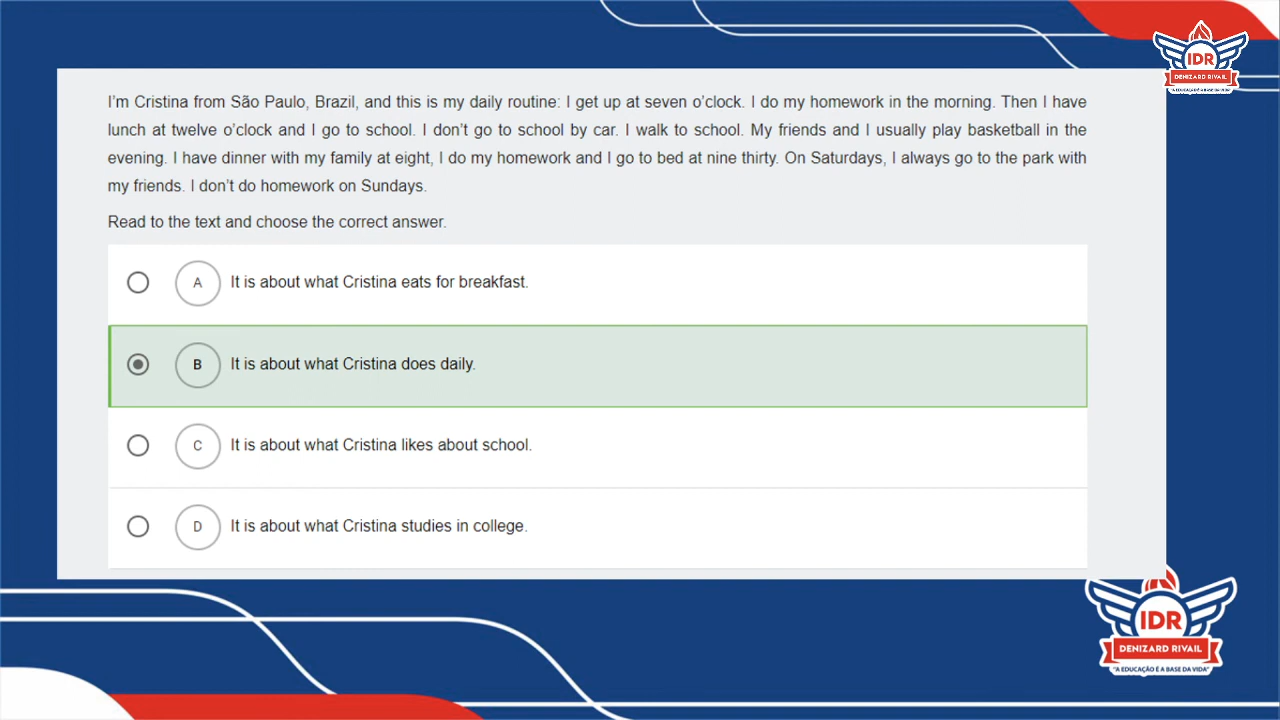 IDR
DENIZARD RIVAIL
"A EDUCAÇÃO É A BASE DA VIDA"
I’m Cristina from São Paulo, Brazil, and this is my daily routine: I get up at seven o’clock. I do my homework in the morning. Then I have
lunch at twelve o’clock and I go to school. I don’t go to school by car. I walk to school. My friends and I usually play basketball in the
evening. I have dinner with my family at eight, I do my homework and I go to bed at nine thirty. On Saturdays, I always go to the park with
my friends. I don’t do homework on Sundays.
Read to the text and choose the correct answer.
A It is about what Cristina eats for breakfast.
B It is about what Cristina does daily.
C It is about what Cristina likes about school.
D It is about what Cristina studies in college.
IDR
DENIZARD RIVAIL
"A EDUCAÇÃO É A BASE DA VIDA"